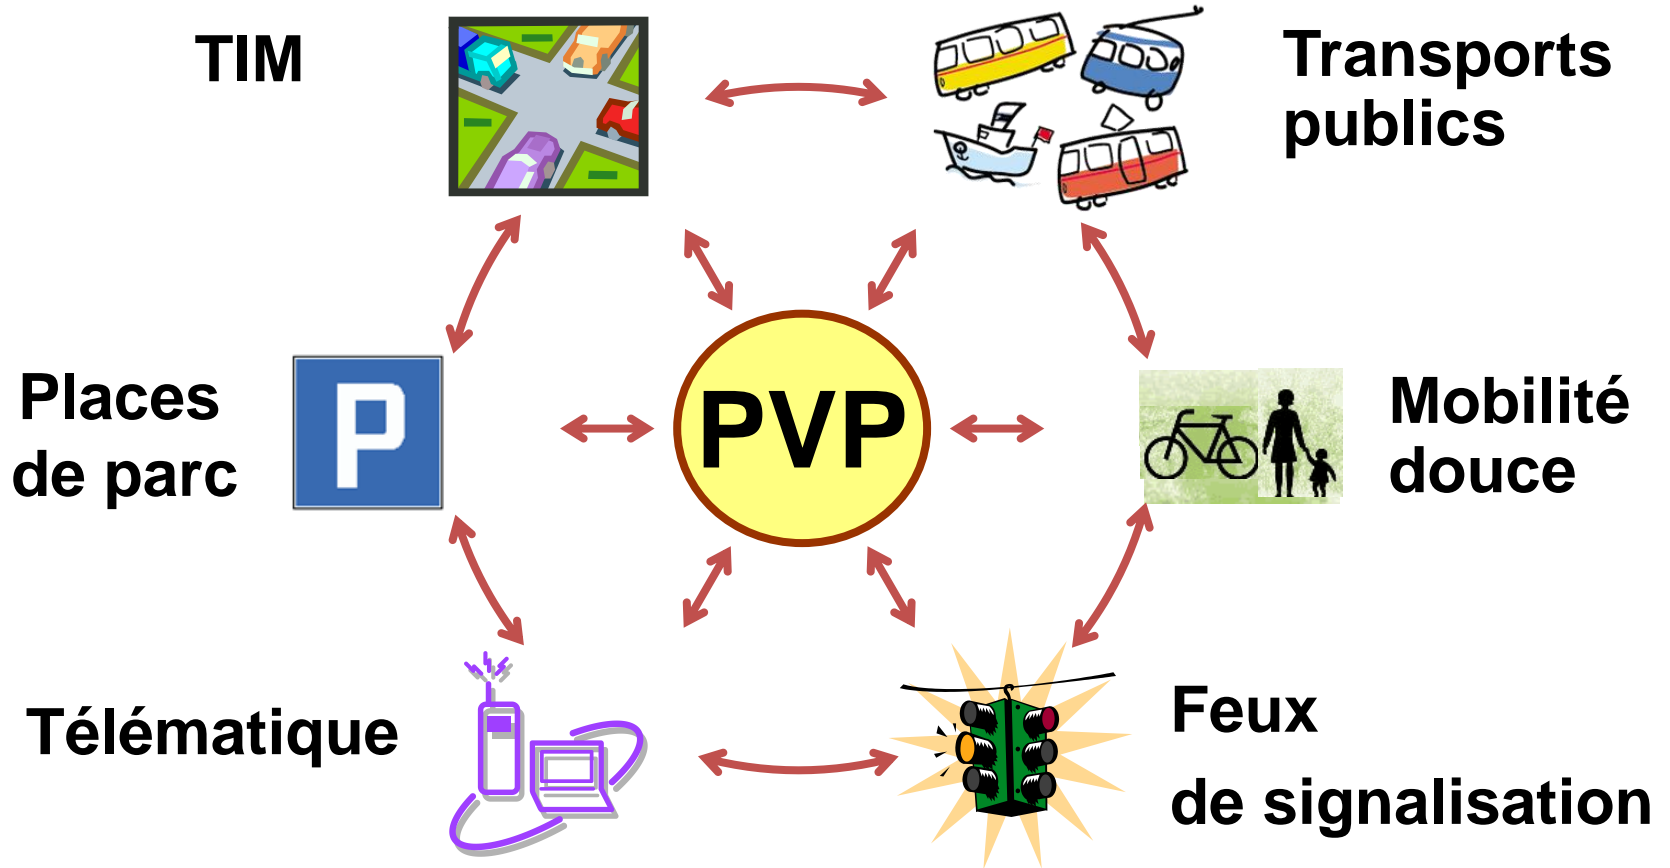 TIM
Transports
publics
Places
de parc
P
PVP
Mobilité
douce
Télématique
Feux
de signalisation